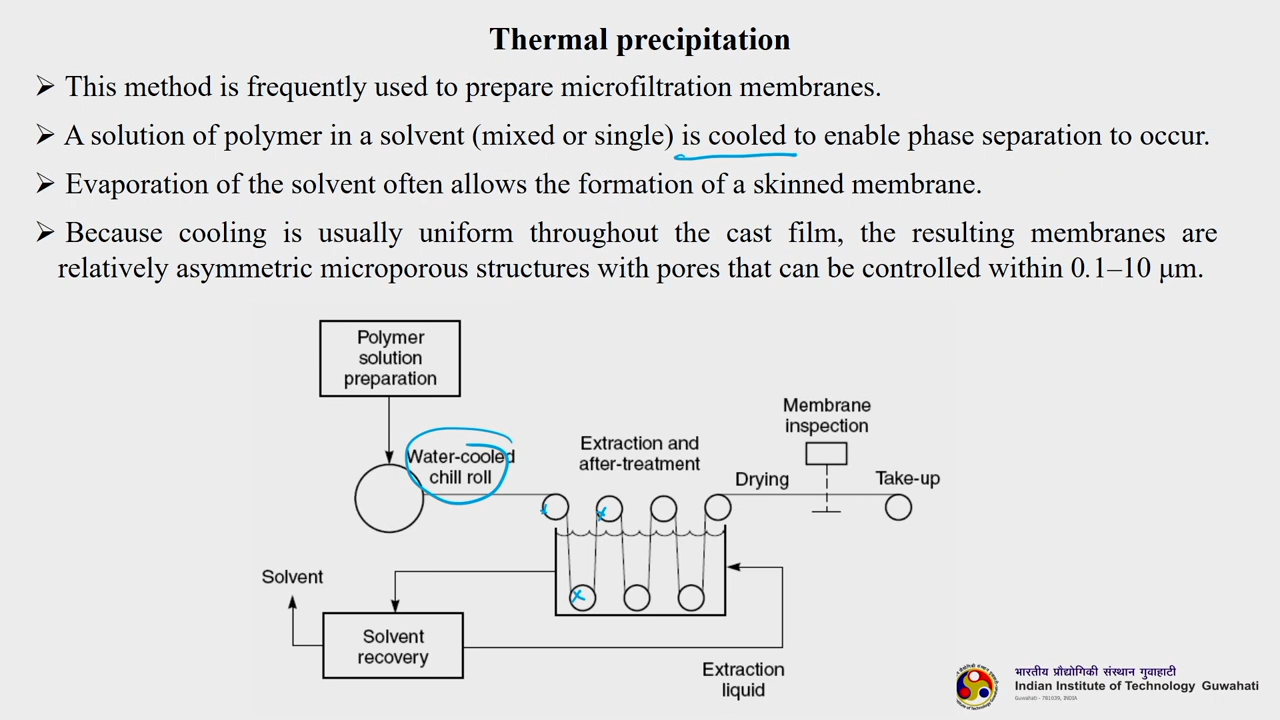 Thermal precipitation
➢ This method is frequently used to prepare microfiltration membranes.
➢ A solution of polymer in a solvent (mixed or single) is cooled to enable phase separation to occur.
➢ Evaporation of the solvent often allows the formation of a skinned membrane.
➢ Because cooling is usually uniform throughout the cast film, the resulting membranes are
relatively asymmetric microporous structures with pores that can be controlled within 0.1–10 μm.
Polymer
solution
preparation
Water-cooled
chill roll
Extraction and
after-treatment
Membrane
inspection
Drying
Take-up
Solvent
Solvent
recovery
Extraction
liquid
भारतीय प्रौद्योगिकी संस्थान गुवाहाटी
Indian Institute of Technology Guwahati
Guwahati - 781039, INDIA